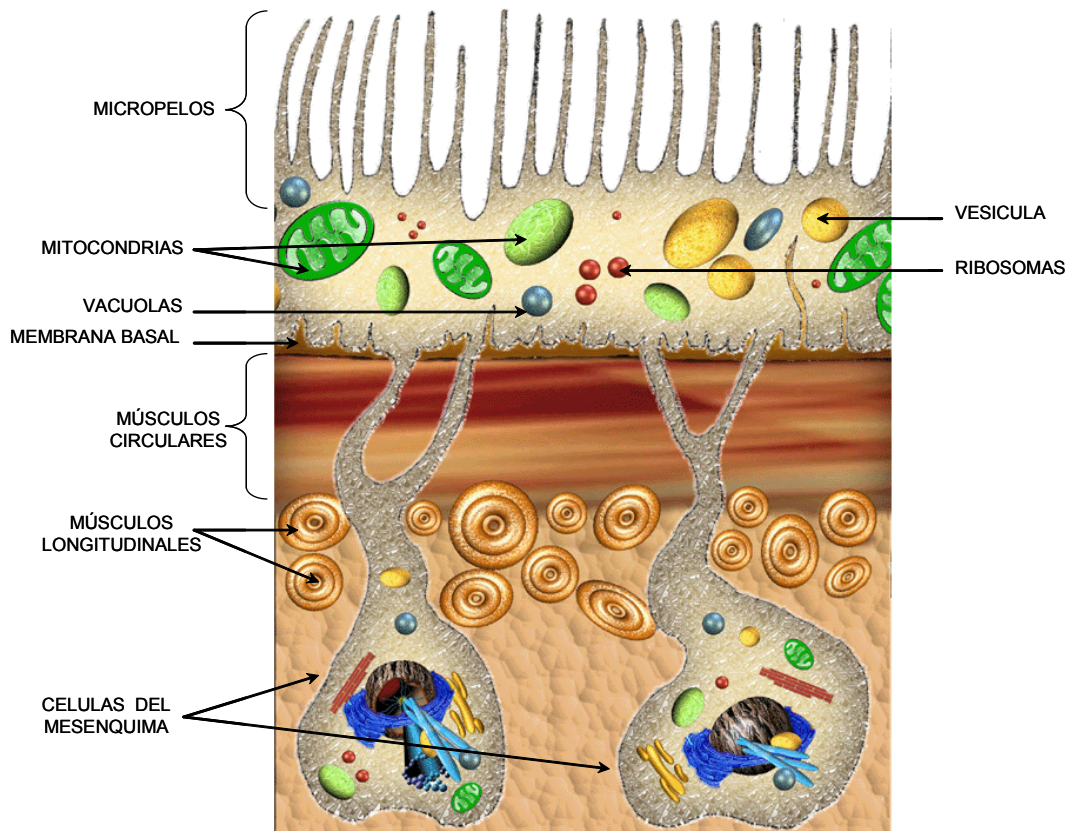 MICROPELOS
MITOCONDRIAS
VACUOLAS
MEMBRANA BASAL
MÚSCULOS
CIRCULARES
MÚSCULOS
LONGITUDINALES
CELULAS DEL
MESENQUIMA
VESICULA
RIBOSOMAS